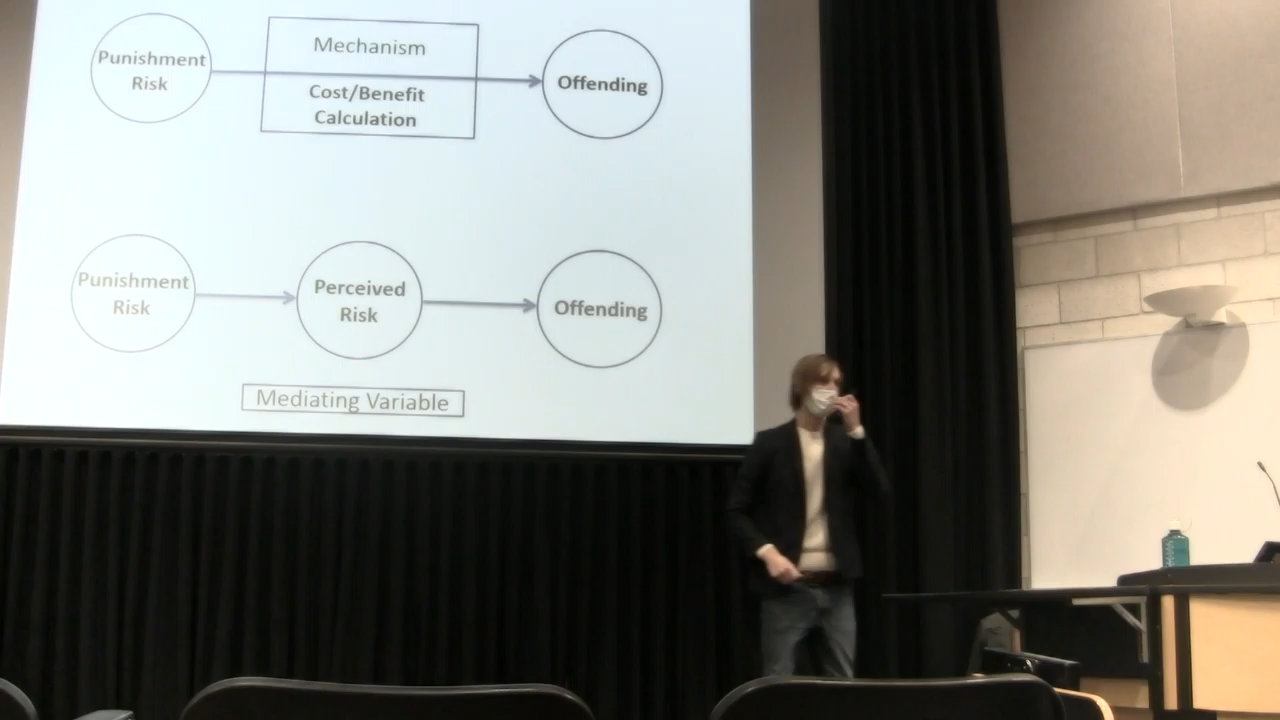 Punishment
Risk
Mechanism
Cost/Benefit
Calculation
Offending
Punishment
Risk
Perceived
Risk
Offending
Mediating Variable